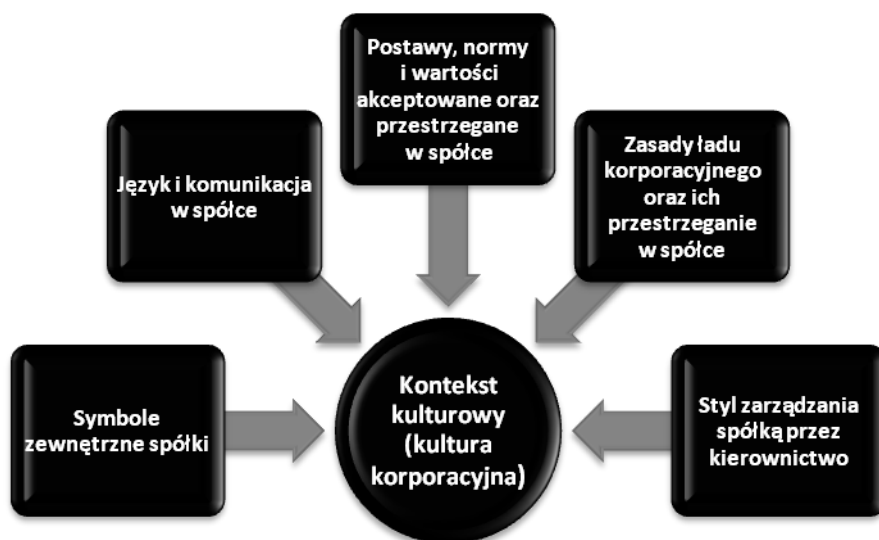 Postawy, normy
i wartości
akceptowane oraz
przestrzegane
w spółce
Język i komunikacja
w spółce
Zasady ładu
korporacyjnego
oraz ich
przestrzeganie
w spółce
Symbole
zewnętrzne spółki
Kontekst
kulturowy
(kultura
korporacyjna)
Styl zarządzania
spółką przez
kierownictwo